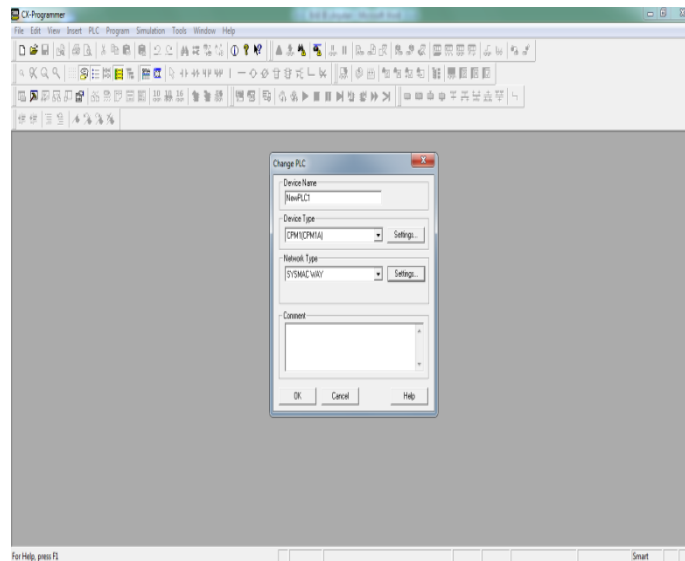 CX-Programmer
File Edit View Insert PLC Program Simulation Tools Window Help
Change PLC
Device Name
NewPLC1
Device Type
CPM1(CPM1A)
Settings...
Network Type
SYSMAC WAY
Settings...
Comment
OK Cancel Help
For Help, press F1
Smart